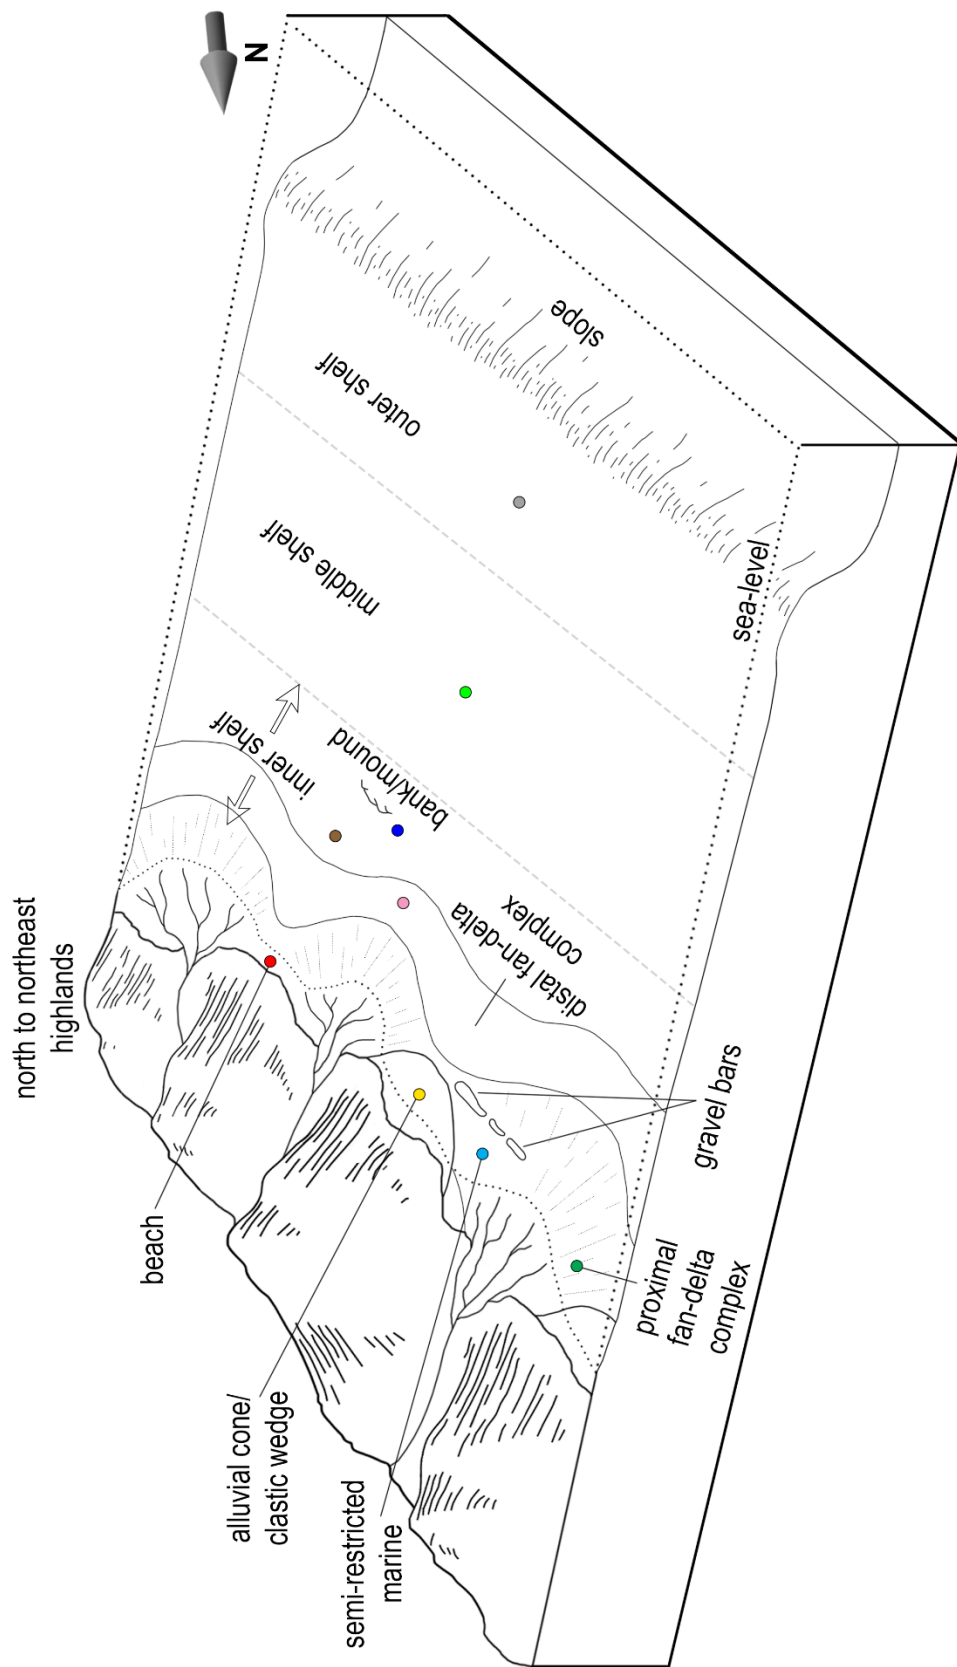 N
north to northeast
highlands
beach
alluvial cone/
clastic wedge
semi-restricted
marine
proximal
fan-delta
complex
gravel bars
distal fan-delta
complex
bank/mound
inner shelf
middle shelf
outer shelf
slope
sea-level